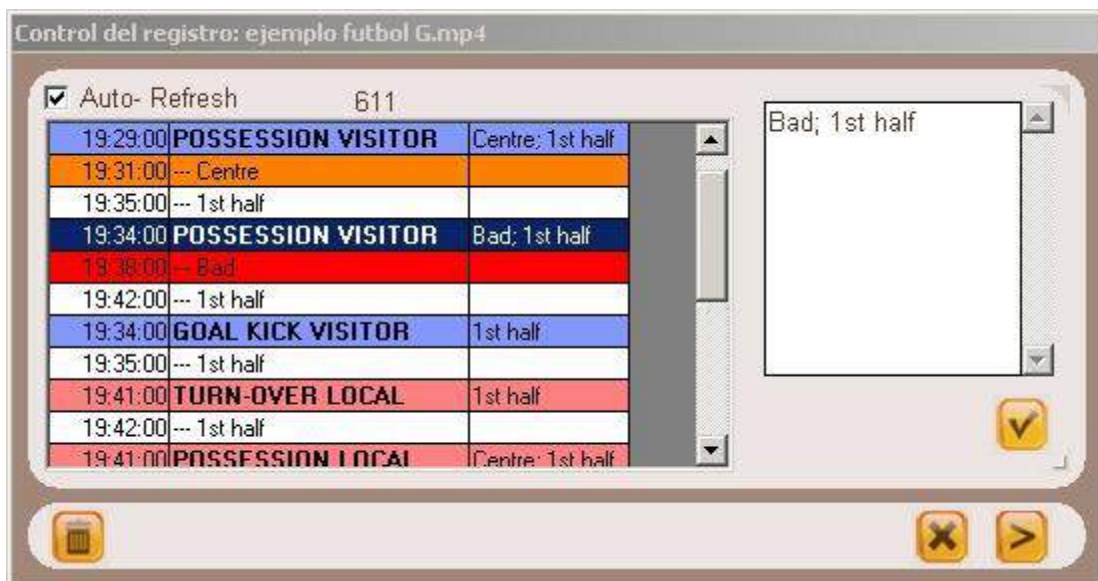 Control del registro: ejemplo futbol G.mp4
Auto- Refresh 611
19:29:00 POSSESSION VISITOR Centre; 1st half
19:31:00 --- Centre
19:35:00 --- 1st half
19:34:00 POSSESSION VISITOR Bad; 1st half
19:38:00 --- Bad
19:42:00 --- 1st half
19:34:00 GOAL KICK VISITOR 1st half
19:35:00 --- 1st half
19:41:00 TURN-OVER LOCAL 1st half
19:42:00 --- 1st half
19:41:00 POSSESSION LOCAL Centre; 1st half
Bad; 1st half